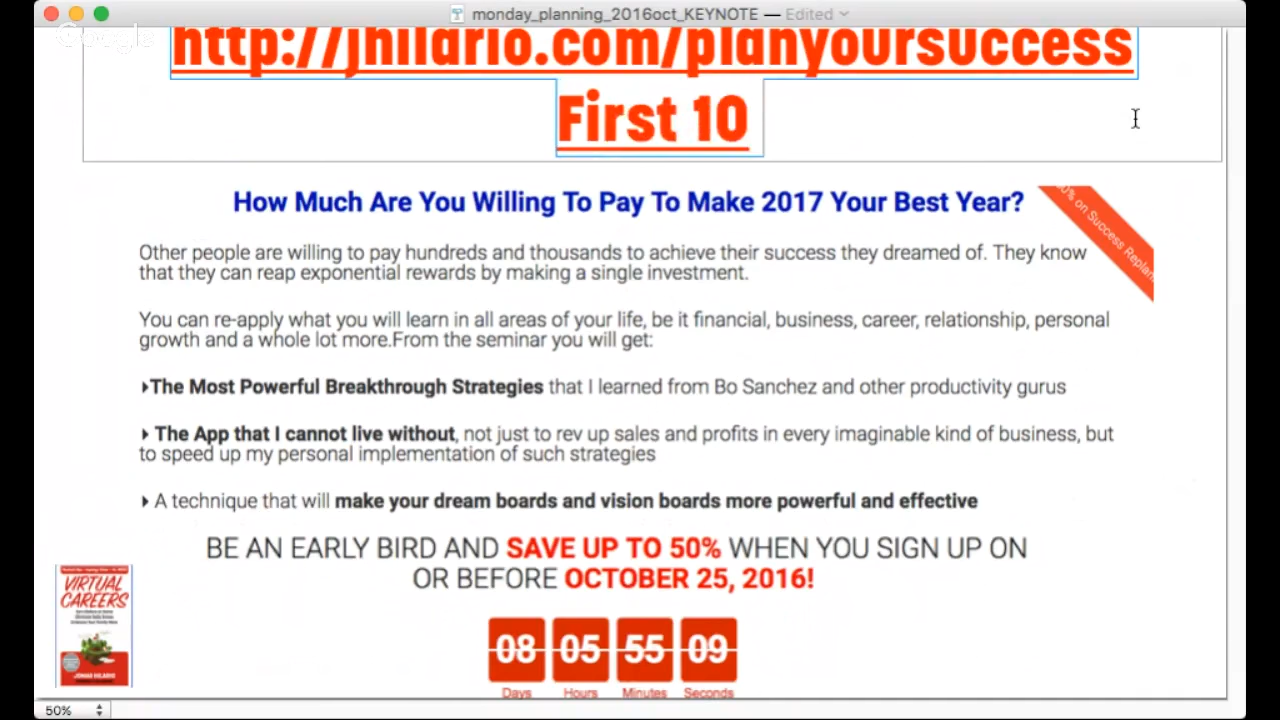 monday_planning_2016oct_KEYNOTE — Edited
Google
http://jhilario.com/planyoursuccess
First 10
How Much Are You Willing To Pay To Make 2017 Your Best Year?
% on Success Replan
Other people are willing to pay hundreds and thousands to achieve their success they dreamed of. They know
that they can reap exponential rewards by making a single investment.
You can re-apply what you will learn in all areas of your life, be it financial, business, career, relationship, personal
growth and a whole lot more.From the seminar you will get:
The Most Powerful Breakthrough Strategies that I learned from Bo Sanchez and other productivity gurus
The App that I cannot live without, not just to rev up sales and profits in every imaginable kind of business, but
to speed up my personal implementation of such strategies
A technique that will make your dream boards and vision boards more powerful and effective
BE AN EARLY BIRD AND SAVE UP TO 50% WHEN YOU SIGN UP ON
OR BEFORE OCTOBER 25, 2016!
VIRTUAL
CAREERS
JONAS HILARIO
08 05 55 09
Days Hours Minutes Seconds
50%